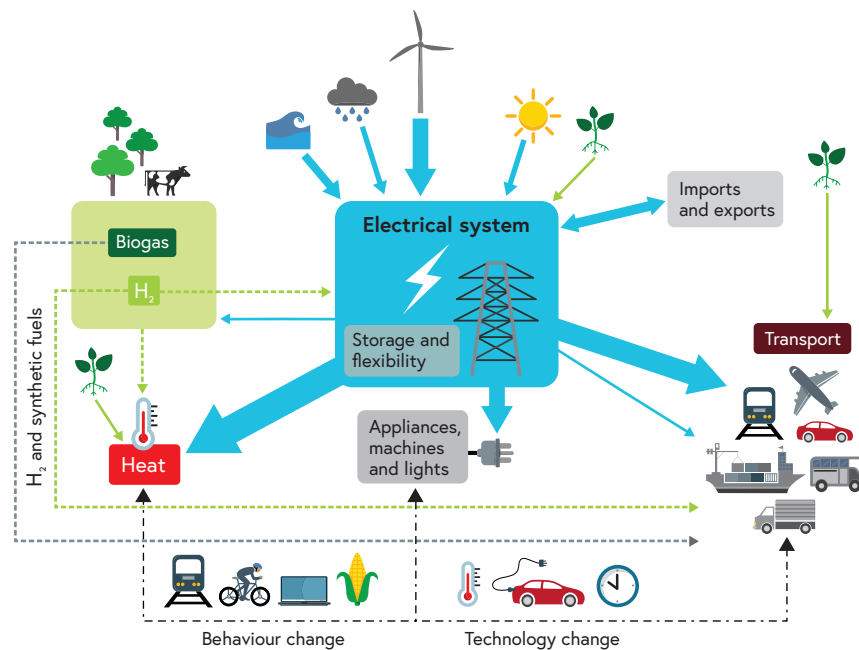 Electrical system
Imports
and exports
Biogas
H₂
Storage and
flexibility
Transport
H₂ and synthetic fuels
Appliances,
machines
and lights
Heat
Behaviour change
Technology change